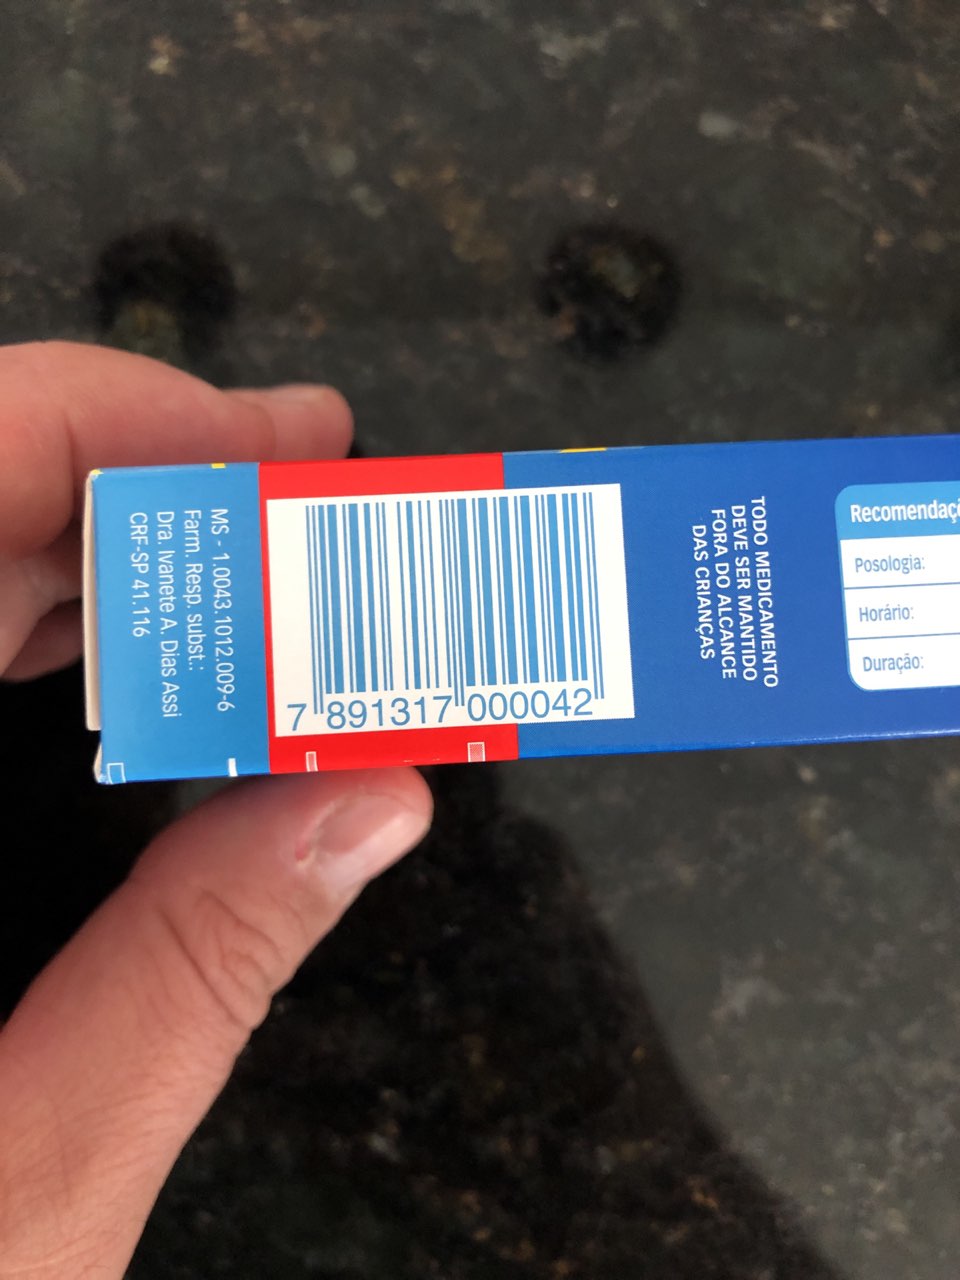 MS - 1.0043.1012.009-6
Farm. Resp. subst.:
Dra. Ivanete A. Dias Assi
CRF-SP 41.116
7 891317 000042
TODO MEDICAMENTO
DEVE SER MANTIDO
FORA DO ALCANCE
DAS CRIANÇAS
Recomendaçõ
Posologia:
Horário:
Duração: